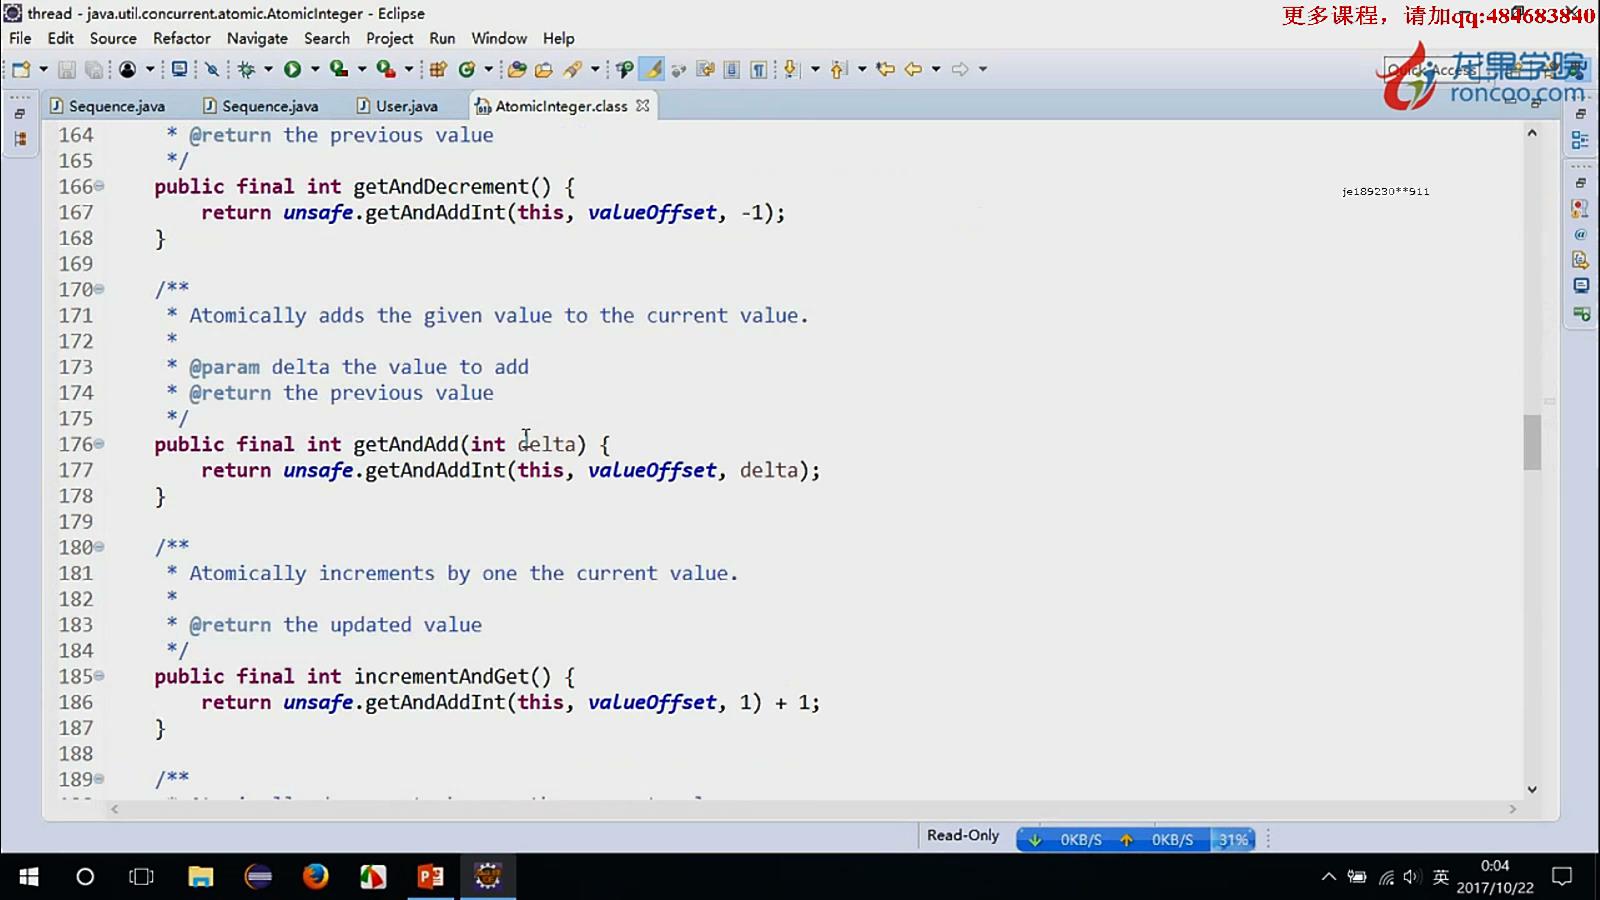 thread - java.util.concurrent.atomic.AtomicInteger - Eclipse
更多课程，请加qq:484683840
File Edit Source Refactor Navigate Search Project Run Window Help
Quick Access
龙果学院
roncoo.com
Sequence.java Sequence.java User.java AtomicInteger.class
164 * @return the previous value
165 */
166 public final int getAndDecrement() {
je189230**911
167 return unsafe.getAndAddInt(this, valueOffset, -1);
168 }
169
170 /**
171 * Atomically adds the given value to the current value.
172 *
173 * @param delta the value to add
174 * @return the previous value
175 */
176 public final int getAndAdd(int delta) {
177 return unsafe.getAndAddInt(this, valueOffset, delta);
178 }
179
180 /**
181 * Atomically increments by one the current value.
182 *
183 * @return the updated value
184 */
185 public final int incrementAndGet() {
186 return unsafe.getAndAddInt(this, valueOffset, 1) + 1;
187 }
188
189 /**
Read-Only 0KB/S 0KB/S 31%
英
0:04
2017/10/22